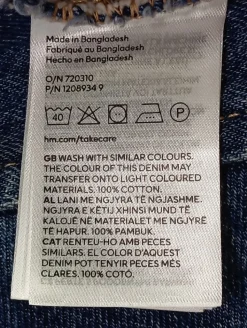 Made in Bangladesh
Fabriqué au Bangladesh
Hecho en Bangladesh
O/N 720310
P/N 1208934 9
40
P
hm.com/takecare
GB WASH WITH SIMILAR COLOURS.
THE COLOUR OF THIS DENIM MAY
TRANSFER ONTO LIGHT COLOURED
MATERIALS. 100% COTTON.
AL LANI ME NGJYRA TË NGJASHME.
NGJYRA E KËTIJ XHINSI MUND TË
KALOJË NË MATERIALET ME NGJYRË
TË HAPUR. 100% PAMBUK.
CAT RENTEU-HO AMB PECES
SIMILARS. EL COLOR D'AQUEST
DENIM POT TENYIR PECES MÉS
CLARES. 100% COTÓ.